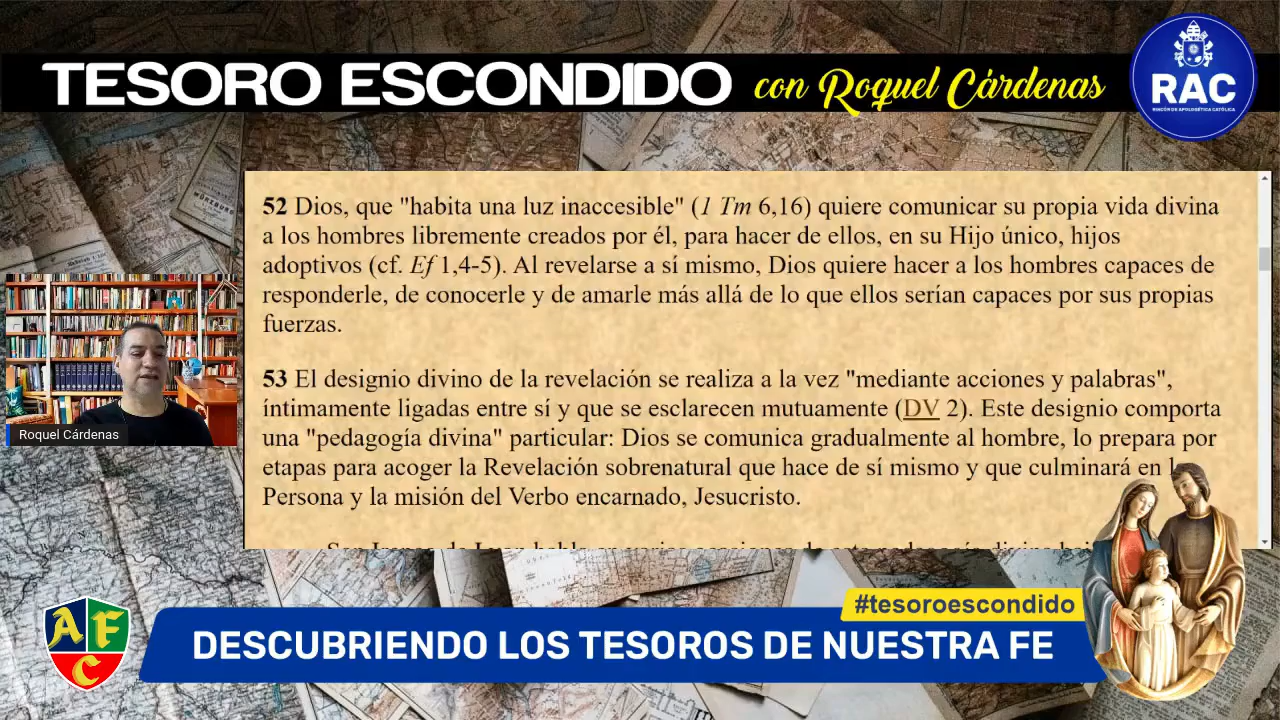 TESORO ESCONDIDO con Roquel Cárdenas
RAC
RINCÓN DE APOLOGÉTICA CATÓLICA
52 Dios, que "habita una luz inaccesible" (1 Tm 6,16) quiere comunicar su propia vida divina
a los hombres libremente creados por él, para hacer de ellos, en su Hijo único, hijos
adoptivos (cf. Ef 1,4-5). Al revelarse a sí mismo, Dios quiere hacer a los hombres capaces de
responderle, de conocerle y de amarle más allá de lo que ellos serían capaces por sus propias
fuerzas.
53 El designio divino de la revelación se realiza a la vez "mediante acciones y palabras",
íntimamente ligadas entre sí y que se esclarecen mutuamente (DV 2). Este designio comporta
una "pedagogía divina" particular: Dios se comunica gradualmente al hombre, lo prepara por
etapas para acoger la Revelación sobrenatural que hace de sí mismo y que culminará en
Persona y la misión del Verbo encarnado, Jesucristo.
Roquel Cárdenas
#tesoroescondido
AFC
DESCUBRIENDO LOS TESOROS DE NUESTRA FE